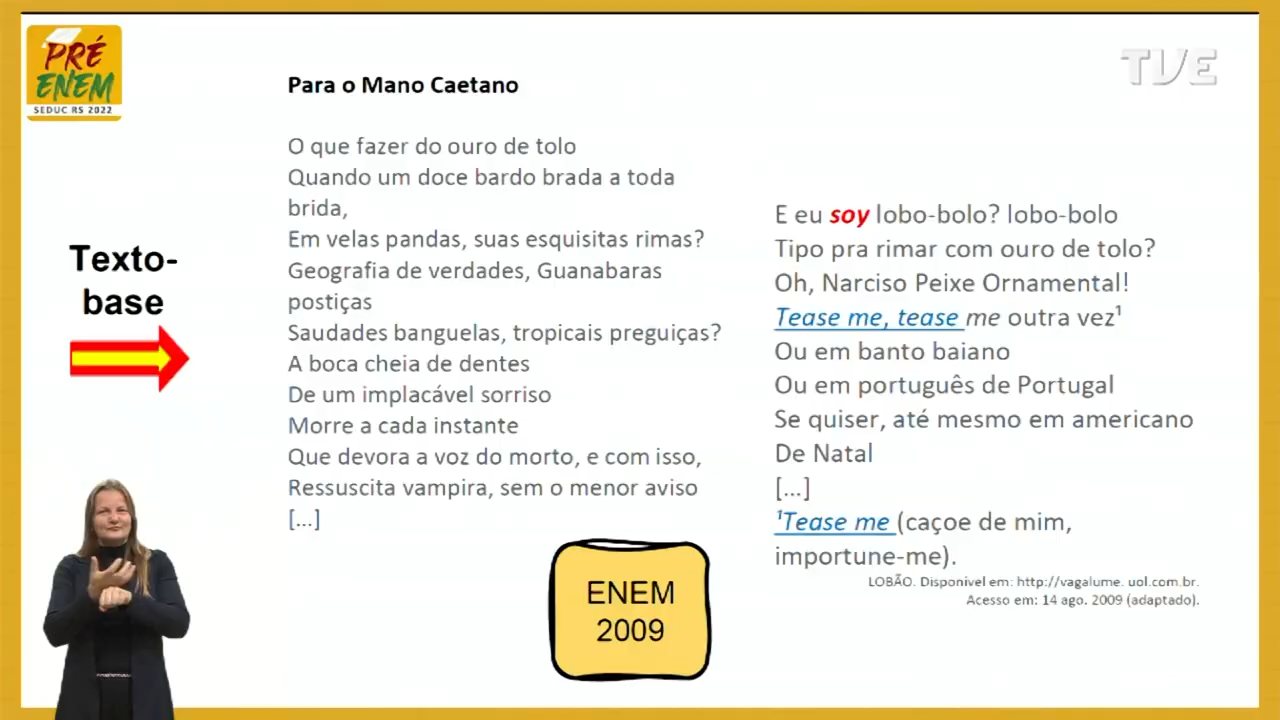 PRÉ
ENEM
SEDUC RS 2022
TVE
Para o Mano Caetano
O que fazer do ouro de tolo
Quando um doce bardo brada a toda
brida,
Em velas pandas, suas esquisitas rimas?
Geografia de verdades, Guanabaras
postiças
Saudades banguelas, tropicais preguiças?
A boca cheia de dentes
De um implacável sorriso
Morre a cada instante
Que devora a voz do morto, e com isso,
Ressuscita vampira, sem o menor aviso
[...]
Texto-
base
E eu soy lobo-bolo? lobo-bolo
Tipo pra rimar com ouro de tolo?
Oh, Narciso Peixe Ornamental!
Tease me, tease me outra vez¹
Ou em banto baiano
Ou em português de Portugal
Se quiser, até mesmo em americano
De Natal
[...]
¹Tease me (caçoe de mim,
importune-me).
LOBÃO. Disponivel em: http://vagalume. uol.com.br.
Acesso em: 14 ago. 2009 (adaptado).
ENEM
2009